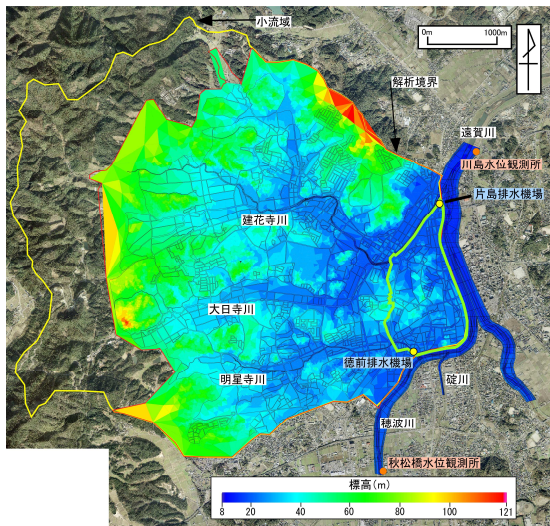 小流域
0m 1000m
解析境界
遠賀川
川島水位観測所
片島排水機場
建花寺川
大日寺川
徳前排水機場
明星寺川
碇川
穂波川
秋松橋水位観測所
標高(m)
8 20 40 60 80 100 121